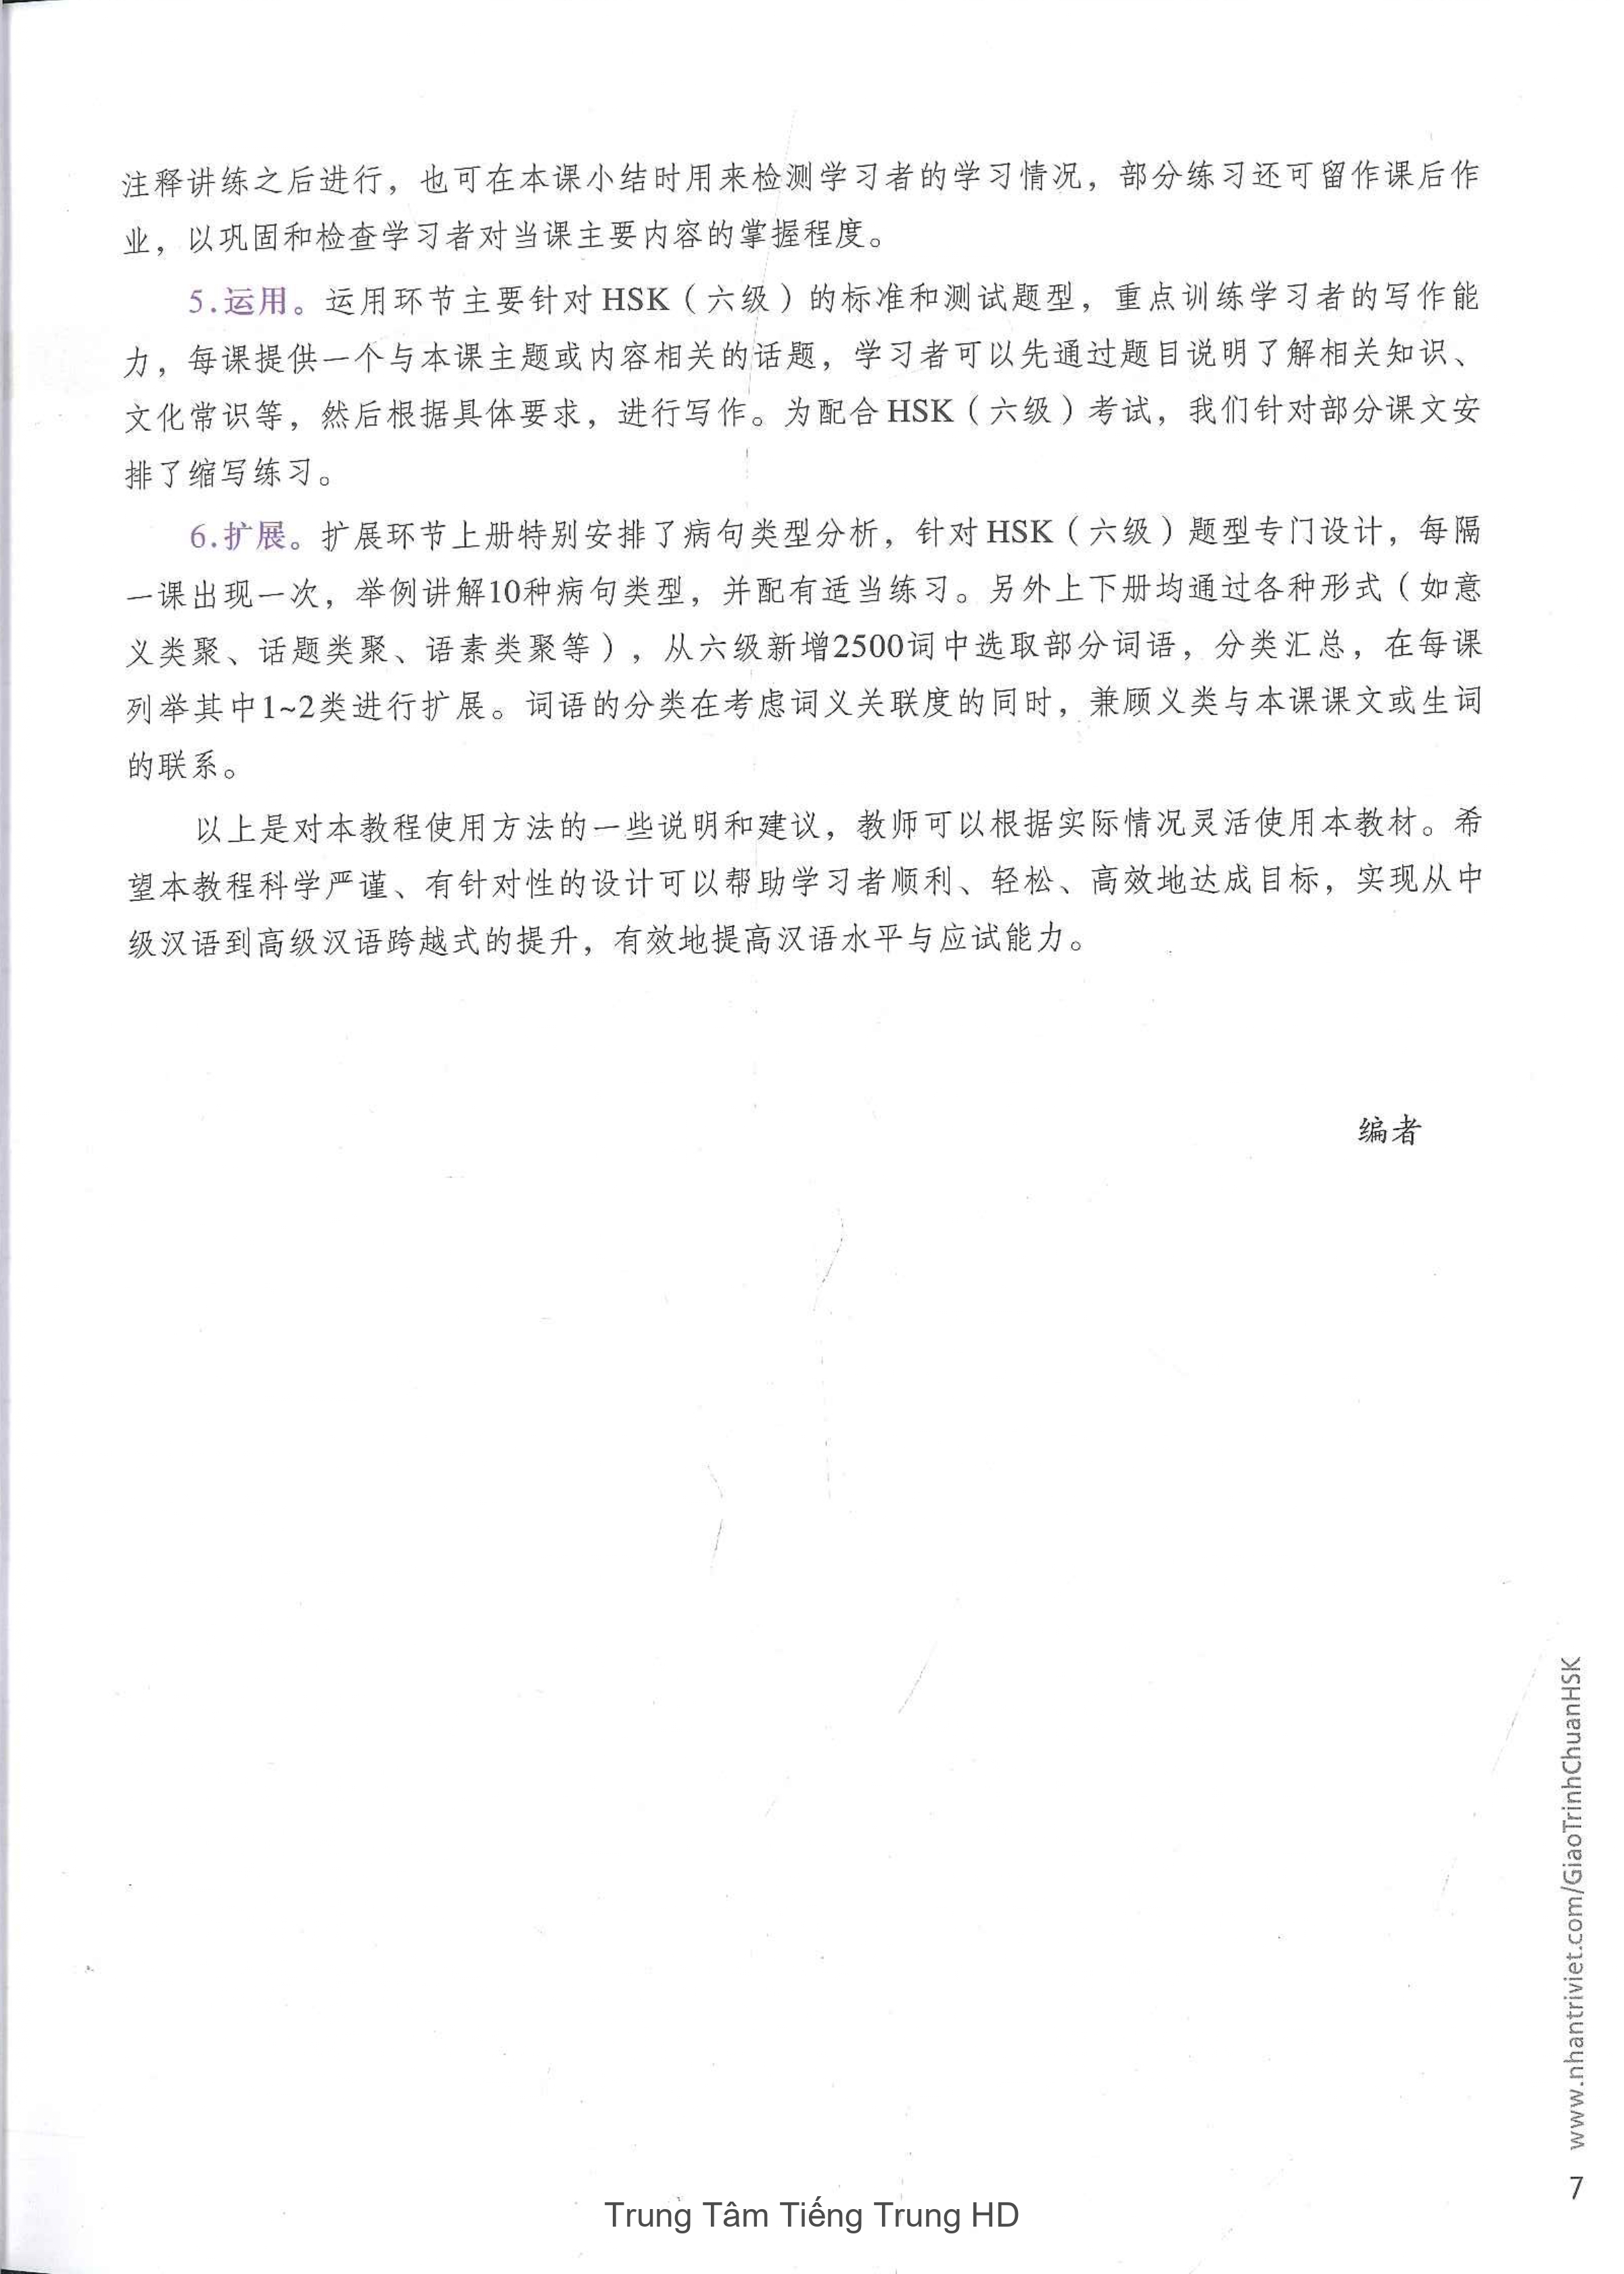 注释讲练之后进行，也可在本课小结时用来检测学习者的学习情况，部分练习还可留作课后作
业，以巩固和检查学习者对当课主要内容的掌握程度。
5.运用。运用环节主要针对 HSK（六级）的标准和测试题型，重点训练学习者的写作能
力，每课提供一个与本课主题或内容相关的话题，学习者可以先通过题目说明了解相关知识、
文化常识等，然后根据具体要求，进行写作。为配合 HSK（六级）考试，我们针对部分课文安
排了缩写练习。
6.扩展。扩展环节上册特别安排了病句类型分析，针对 HSK（六级）题型专门设计，每隔
一课出现一次，举例讲解10种病句类型，并配有适当练习。另外上下册均通过各种形式（如意
义类聚、话题类聚、语素类聚等），从六级新增2500词中选取部分词语，分类汇总，在每课
列举其中1~2类进行扩展。词语的分类在考虑词义关联度的同时，兼顾义类与本课课文或生词
的联系。
以上是对本教程使用方法的一些说明和建议，教师可以根据实际情况灵活使用本教材。希
望本教程科学严谨、有针对性的设计可以帮助学习者顺利、轻松、高效地达成目标，实现从中
级汉语到高级汉语跨越式的提升，有效地提高汉语水平与应试能力。
编者
www.nhantriviet.com/GiaoTrinhChuanHSK
7
Trung Tâm Tiếng Trung HD